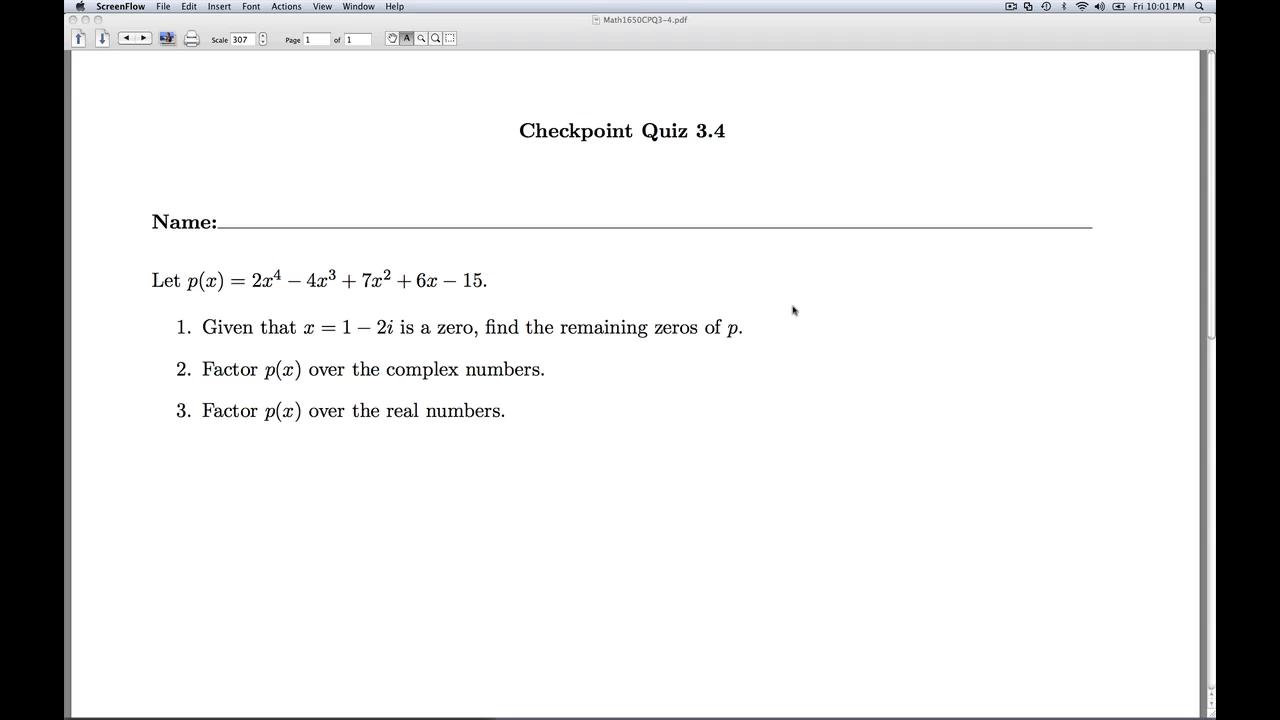 ScreenFlow File Edit Insert Font Actions View Window Help Fri 10:01 PM
Math1650CPQ3-4.pdf
Scale 307 Page 1 of 1 A
Checkpoint Quiz 3.4
Name:
Let p(x) = 2x⁴ − 4x³ + 7x² + 6x − 15.
1. Given that x = 1 − 2i is a zero, find the remaining zeros of p.
2. Factor p(x) over the complex numbers.
3. Factor p(x) over the real numbers.